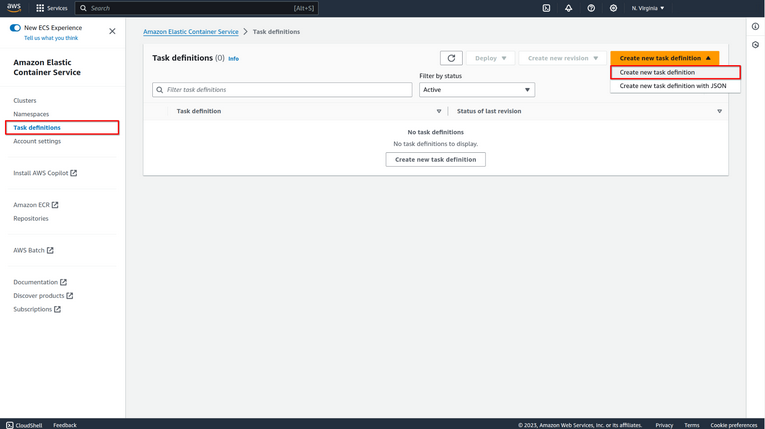 aws
Services
Search
[Alt+S]
N. Virginia
New ECS Experience
Tell us what you think
Amazon Elastic
Container Service
Clusters
Namespaces
Task definitions
Account settings
Install AWS Copilot
Amazon ECR
Repositories
AWS Batch
Documentation
Discover products
Subscriptions
Amazon Elastic Container Service
Task definitions
Task definitions (0)
Info
Deploy
Create new revision
Create new task definition
Create new task definition
Create new task definition with JSON
Filter by status
Filter task definitions
Active
Task definition
Status of last revision
No task definitions
No task definitions to display.
Create new task definition
CloudShell
Feedback
© 2023, Amazon Web Services, Inc. or its affiliates.
Privacy
Terms
Cookie preferences